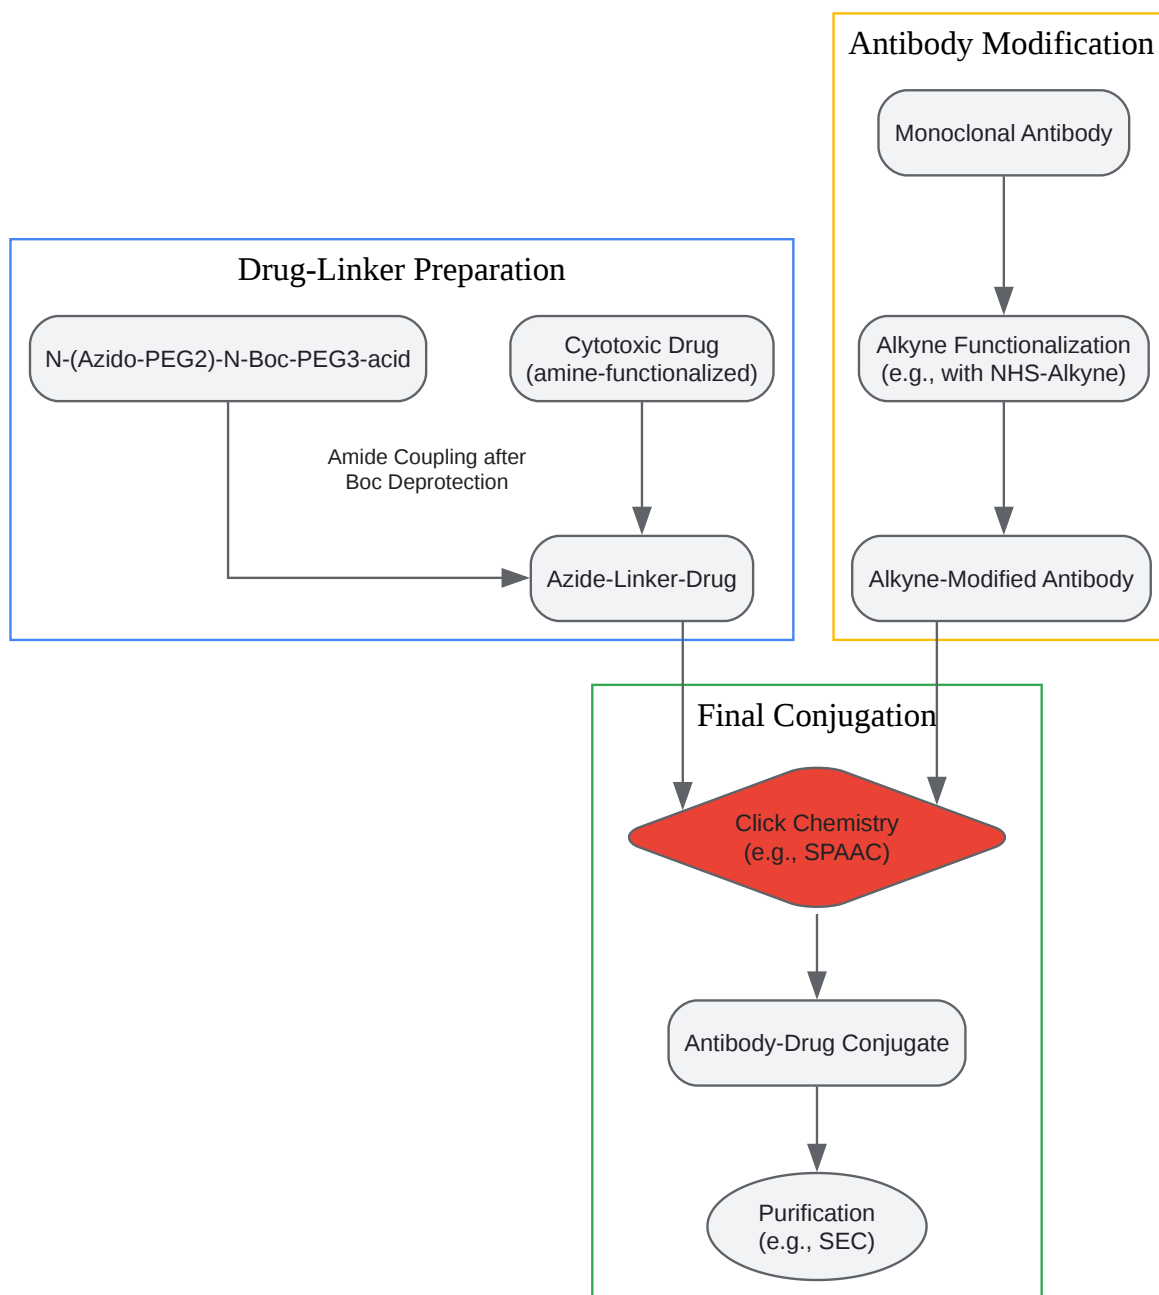 Antibody Modification
Monoclonal Antibody
Drug-Linker Preparation
N-(Azido-PEG2)-N-Boc-PEG3-acid
Cytotoxic Drug
(amine-functionalized)
Alkyne Functionalization
(e.g., with NHS-Alkyne)
Amide Coupling after
Boc Deprotection
Azide-Linker-Drug
Alkyne-Modified Antibody
Final Conjugation
Click Chemistry
(e.g., SPAAC)
Antibody-Drug Conjugate
Purification
(e.g., SEC)